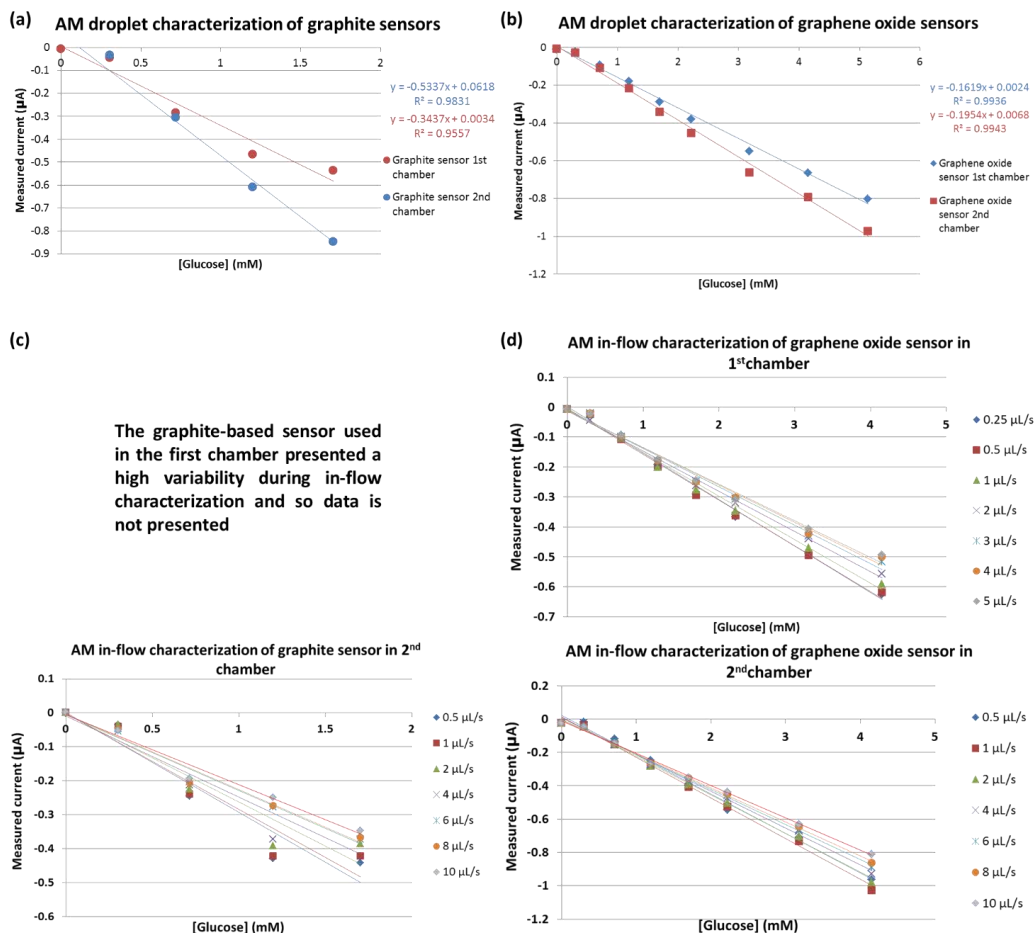 (a)
AM droplet characterization of graphite sensors
0
0
0.5
1
1.5
2
-0.1
-0.2
-0.3
-0.4
-0.5
-0.6
-0.7
-0.8
-0.9
Measured current (µA)
[Glucose] (mM)
y = -0.5337x + 0.0618
R² = 0.9831
y = -0.3437x + 0.0034
R² = 0.9557
Graphite sensor 1st
chamber
Graphite sensor 2nd
chamber
(b)
AM droplet characterization of graphene oxide sensors
0
0
1
2
3
4
5
6
-0.2
-0.4
-0.6
-0.8
-1
-1.2
Measured current (µA)
[Glucose] (mM)
y = -0.1619x + 0.0024
R² = 0.9936
y = -0.1954x + 0.0068
R² = 0.9943
Graphene oxide
sensor 1st chamber
Graphene oxide
sensor 2nd
chamber
(c)
The graphite-based sensor used
in the first chamber presented a
high variability during in-flow
characterization and so data is
not presented
(d)
AM in-flow characterization of graphene oxide sensor in
1st chamber
0.1
0
0
1
2
3
4
5
-0.1
-0.2
-0.3
-0.4
-0.5
-0.6
-0.7
Measured current (µA)
[Glucose] (mM)
0.25 µL/s
0.5 µL/s
1 µL/s
2 µL/s
3 µL/s
4 µL/s
5 µL/s
AM in-flow characterization of graphite sensor in 2nd
chamber
0.1
0
0
0.5
1
1.5
2
-0.1
-0.2
-0.3
-0.4
-0.5
-0.6
Measured current (µA)
[Glucose] (mM)
0.5 µL/s
1 µL/s
2 µL/s
4 µL/s
6 µL/s
8 µL/s
10 µL/s
AM in-flow characterization of graphene oxide sensor in
2nd chamber
0.2
0
0
1
2
3
4
5
-0.2
-0.4
-0.6
-0.8
-1
-1.2
Measured current (µA)
[Glucose] (mM)
0.5 µL/s
1 µL/s
2 µL/s
4 µL/s
6 µL/s
8 µL/s
10 µL/s